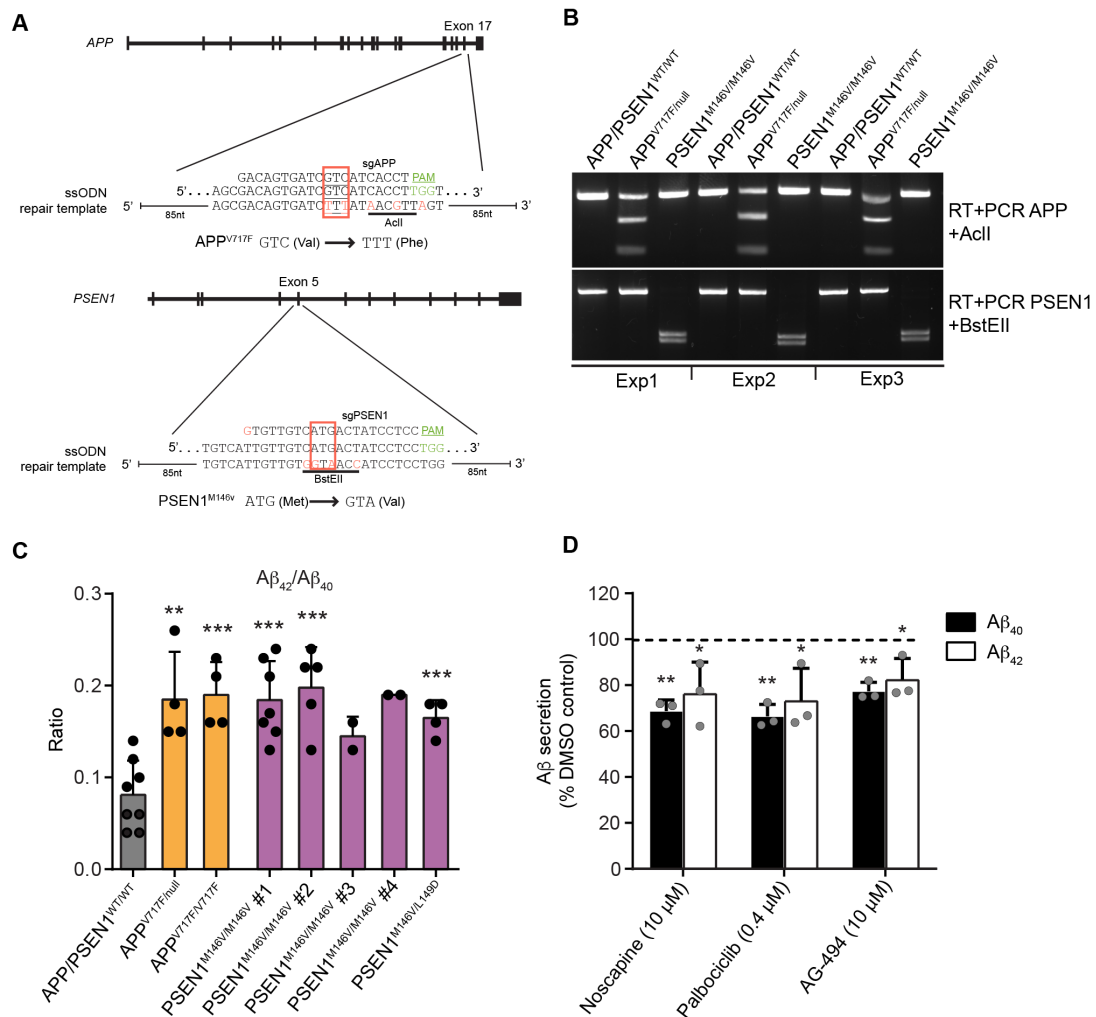 A
Exon 17
APP
sgAPP
GACAGTGATCGTCATCACCT PAM
5'...AGCGACAGTGATCGTCATCACCTTGGT... 3'
ssODN
repair template
5' 85nt AGCGACAGTGATCTTTATAACGTTAGT 85nt 3'
AclI
APPV717F GTC (Val) → TTT (Phe)
Exon 5
PSEN1
sgPSEN1
GTGTTGTCATGACTATCCTCC PAM
5'...TGTCATTGTTGTCATGACTATCCTCCTGG...3'
ssODN
repair template
5' 85nt TGTCATTGTTGTGGTAACCATCCTCCTGG 85nt 3'
BstEII
PSEN1M146v ATG (Met) → GTA (Val)
B
APP/PSEN1WT/WT
APPV717F/null
PSEN1M146V/M146V
APP/PSEN1WT/WT
APPV717F/null
PSEN1M146V/M146V
APP/PSEN1WT/WT
APPV717F/null
PSEN1M146V/M146V
RT+PCR APP
+AclI
RT+PCR PSEN1
+BstEII
Exp1 Exp2 Exp3
C
Aβ42/Aβ40
Ratio
0.3
0.2
0.1
0.0
** *** *** *** ***
APP/PSEN1WT/WT
APPV717F/null
APPV717F/V717F
PSEN1M146V/M146V #1
PSEN1M146V/M146V #2
PSEN1M146V/M146V #3
PSEN1M146V/M146V #4
PSEN1M146V/L149D
D
Aβ secretion
(% DMSO control)
120
100
80
60
40
20
0
** * ** * ** *
Aβ40
Aβ42
Noscapine (10 µM)
Palbociclib (0.4 µM)
AG-494 (10 µM)